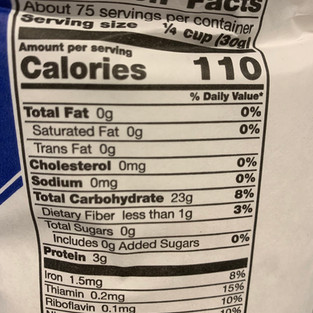 Facts
About 75 servings per container
Serving size ¼ cup (30g)
Amount per serving
Calories 110
% Daily Value*
Total Fat 0g 0%
Saturated Fat 0g 0%
Trans Fat 0g
Cholesterol 0mg 0%
Sodium 0mg 0%
Total Carbohydrate 23g 8%
Dietary Fiber less than 1g 3%
Total Sugars 0g
Includes 0g Added Sugars 0%
Protein 3g
Iron 1.5mg 8%
Thiamin 0.2mg 15%
Riboflavin 0.1mg 10%
10%